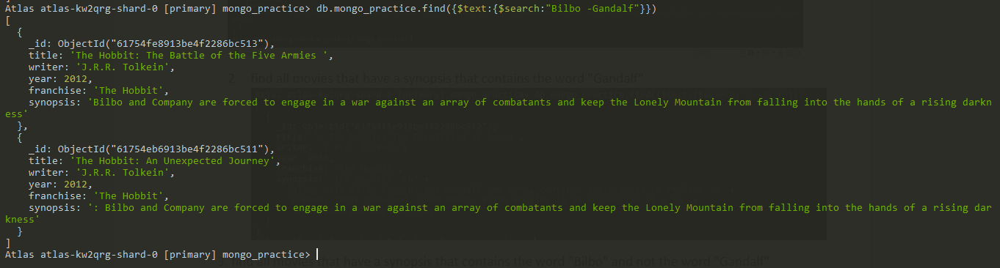 Atlas atlas-kw2qrg-shard-0 [primary] mongo_practice> db.mongo_practice.find({$text:{$search:"Bilbo -Gandalf"}})
[
  {
    _id: ObjectId("61754fe8913be4f2286bc513"),
    title: 'The Hobbit: The Battle of the Five Armies ',
    writer: 'J.R.R. Tolkein',
    year: 2012,
    franchise: 'The Hobbit',
    synopsis: 'Bilbo and Company are forced to engage in a war against an array of combatants and keep the Lonely Mountain from falling into the hands of a rising darkn
ess'
  },
  {
    _id: ObjectId("61754eb6913be4f2286bc511"),
    title: 'The Hobbit: An Unexpected Journey',
    writer: 'J.R.R. Tolkein',
    year: 2012,
    franchise: 'The Hobbit',
    synopsis: ': Bilbo and Company are forced to engage in a war against an array of combatants and keep the Lonely Mountain from falling into the hands of a rising dar
kness'
  }
]
Atlas atlas-kw2qrg-shard-0 [primary] mongo_practice>
2. find all movies that have a synopsis that contains the word "Gandalf"
movies that have a synopsis that contains the word "Bilbo" and not the word "Gandalf"